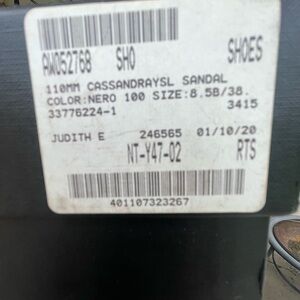 AW052768 SHO SHOES
110MM CASSANDRAYSL SANDAL
COLOR:NERO 100 SIZE:8.5B/38.
33776224-1 3415
JUDITH E 246565 01/10/20
NT-Y47-02 RTS
401107323267